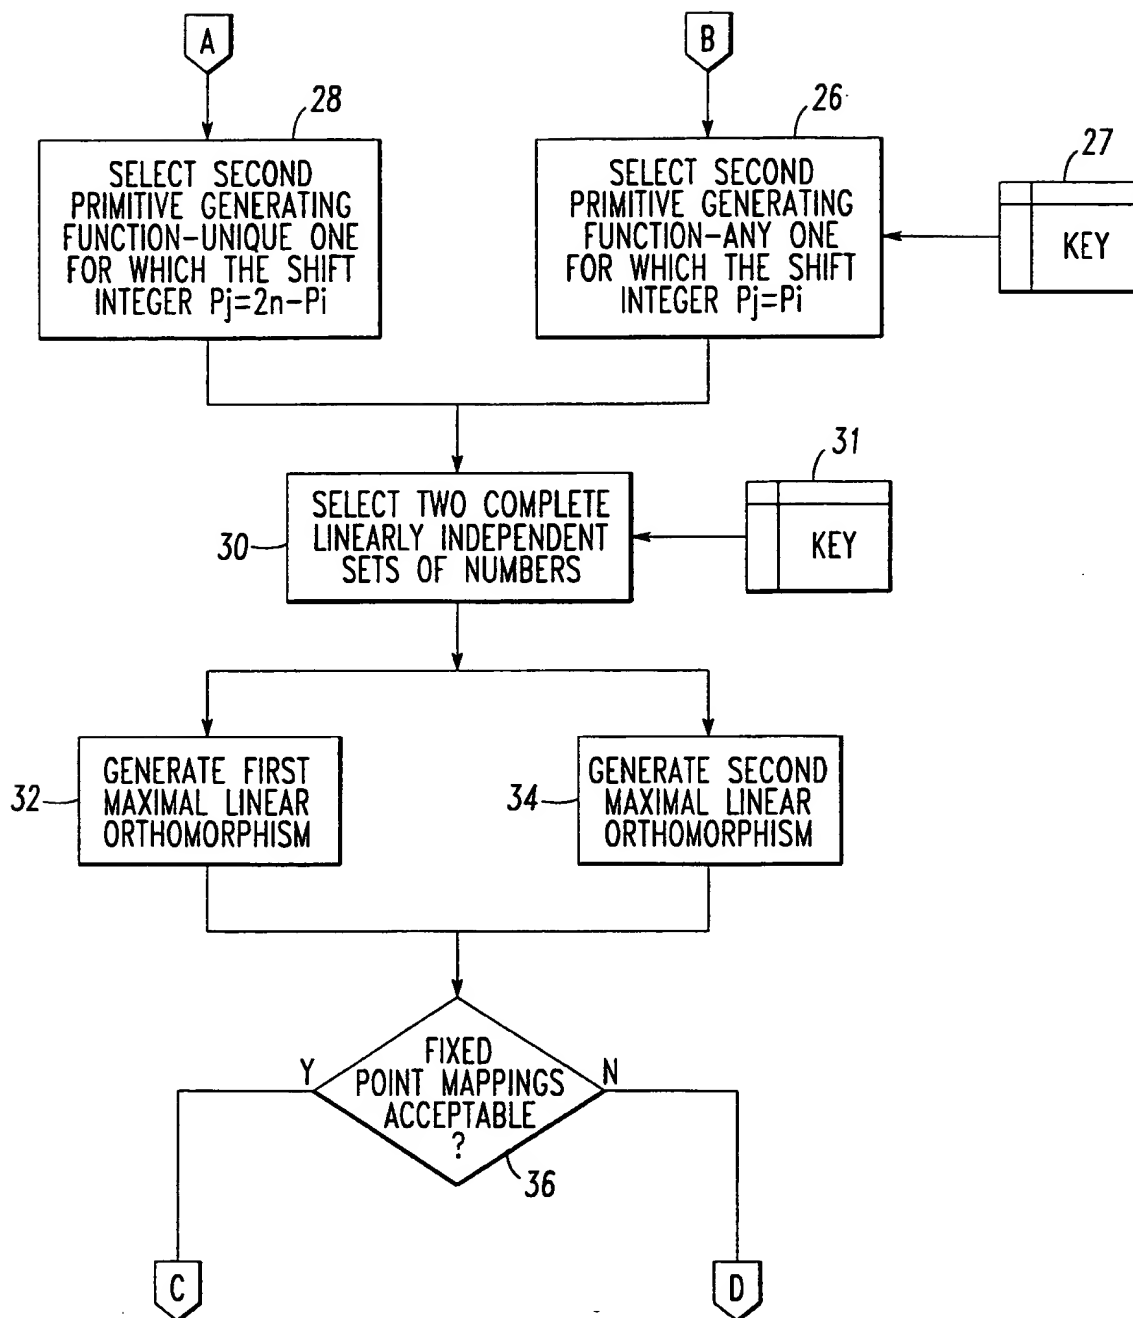 A
B
28
26
27
SELECT SECOND
PRIMITIVE GENERATING
FUNCTION-UNIQUE ONE
FOR WHICH THE SHIFT
INTEGER Pj=2n-Pi
SELECT SECOND
PRIMITIVE GENERATING
FUNCTION-ANY ONE
FOR WHICH THE SHIFT
INTEGER Pj=Pi
KEY
31
30
SELECT TWO COMPLETE
LINEARLY INDEPENDENT
SETS OF NUMBERS
KEY
32
GENERATE FIRST
MAXIMAL LINEAR
ORTHOMORPHISM
34
GENERATE SECOND
MAXIMAL LINEAR
ORTHOMORPHISM
Y
FIXED
POINT MAPPINGS
ACCEPTABLE
?
N
36
C
D